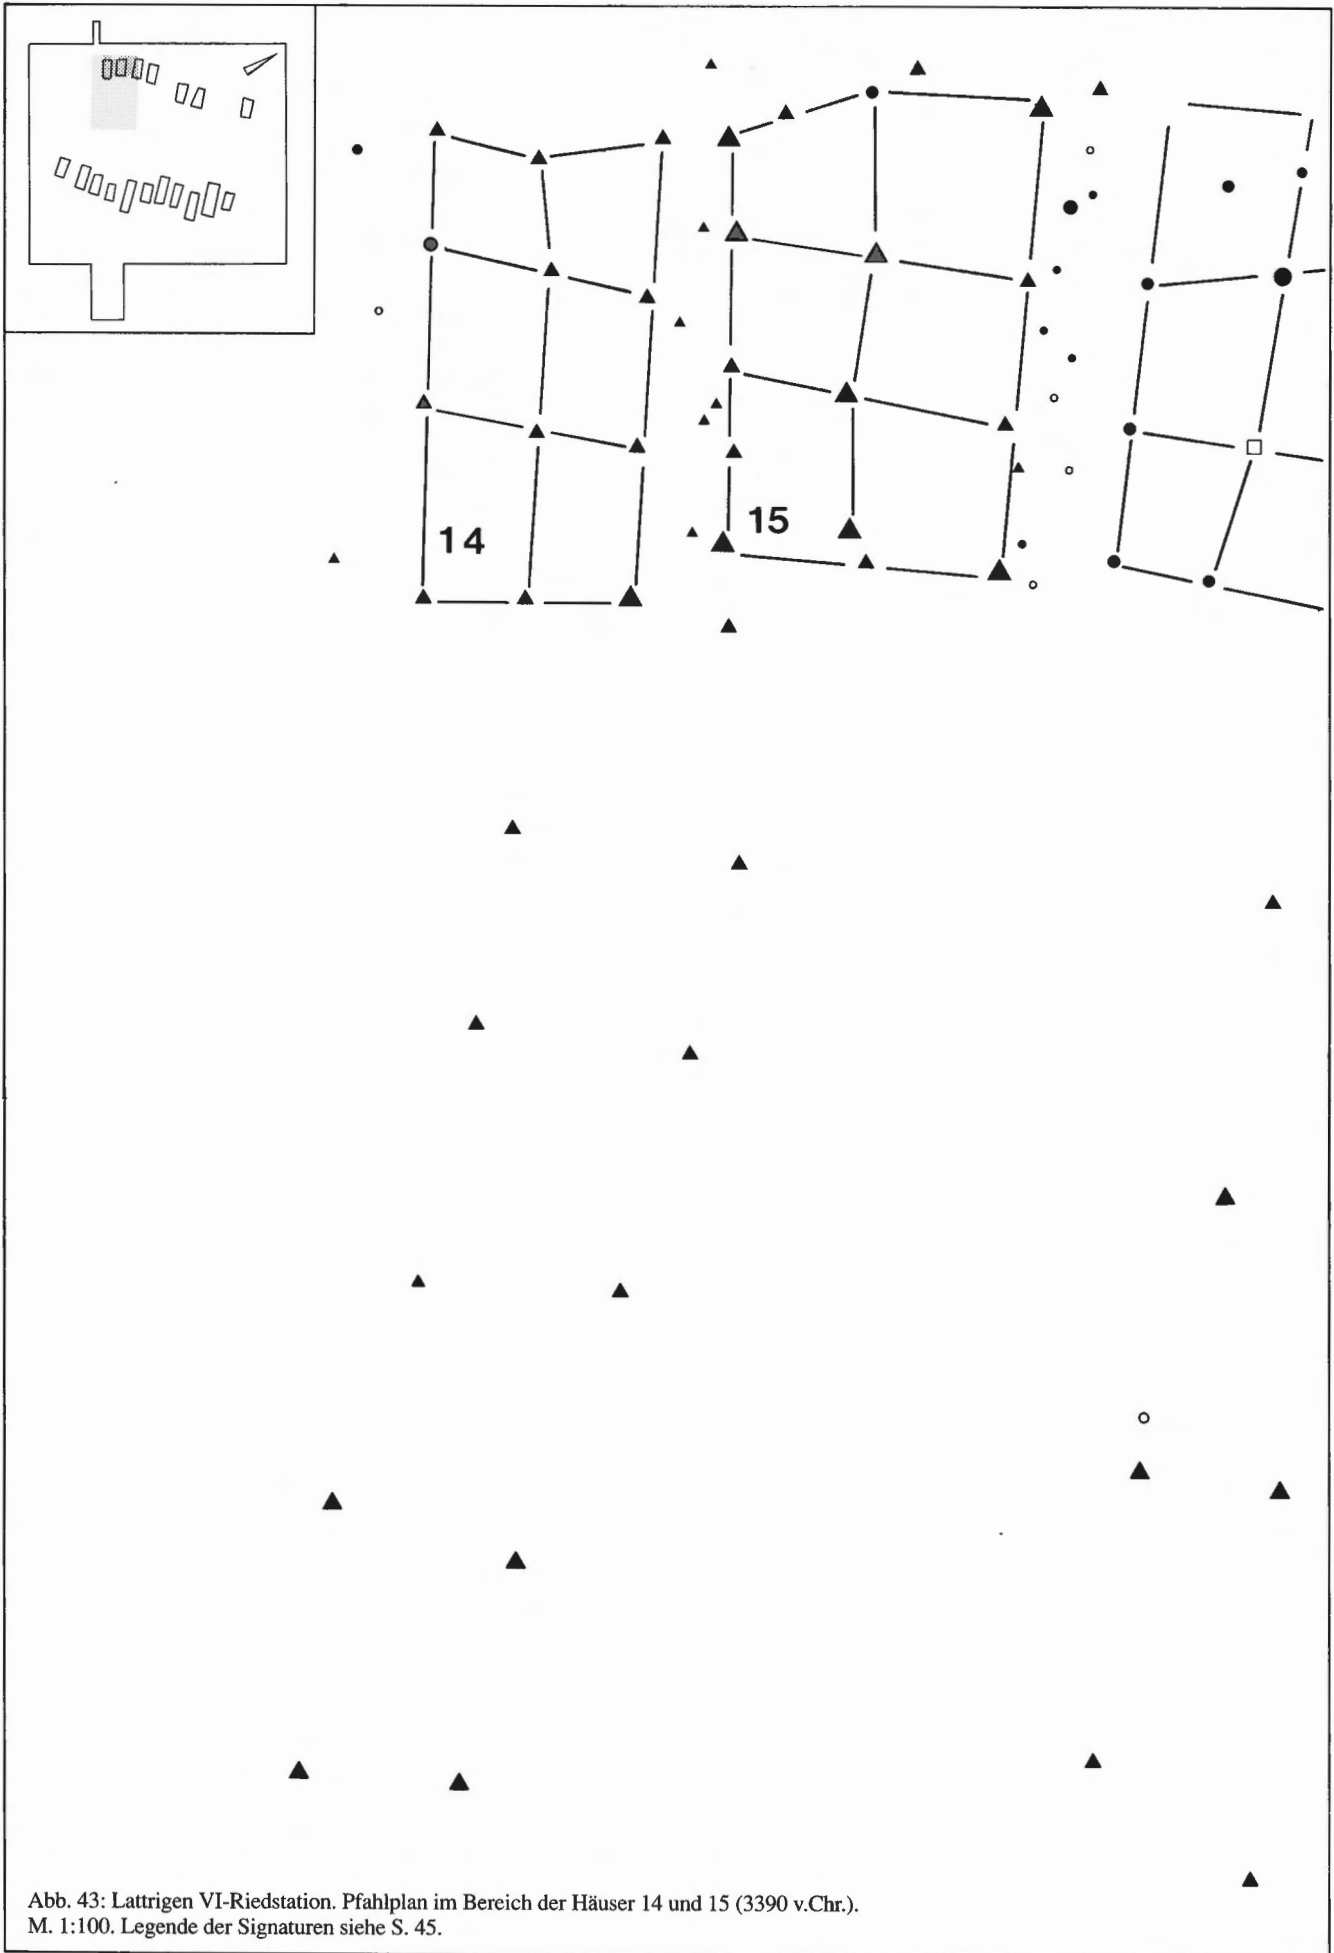 14
15
Abb. 43: Lattrigen VI-Riedstation. Pfahlplan im Bereich der Häuser 14 und 15 (3390 v.Chr.).
M. 1:100. Legende der Signaturen siehe S. 45.